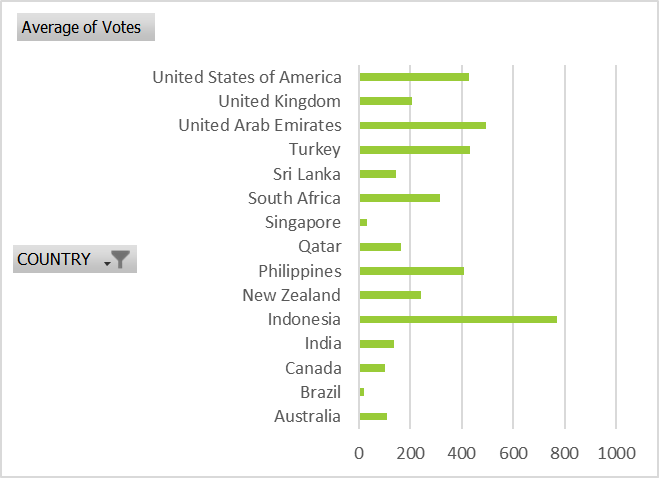 Average of Votes
United States of America
United Kingdom
United Arab Emirates
Turkey
Sri Lanka
South Africa
Singapore
Qatar
COUNTRY
Philippines
New Zealand
Indonesia
India
Canada
Brazil
Australia
0 200 400 600 800 1000